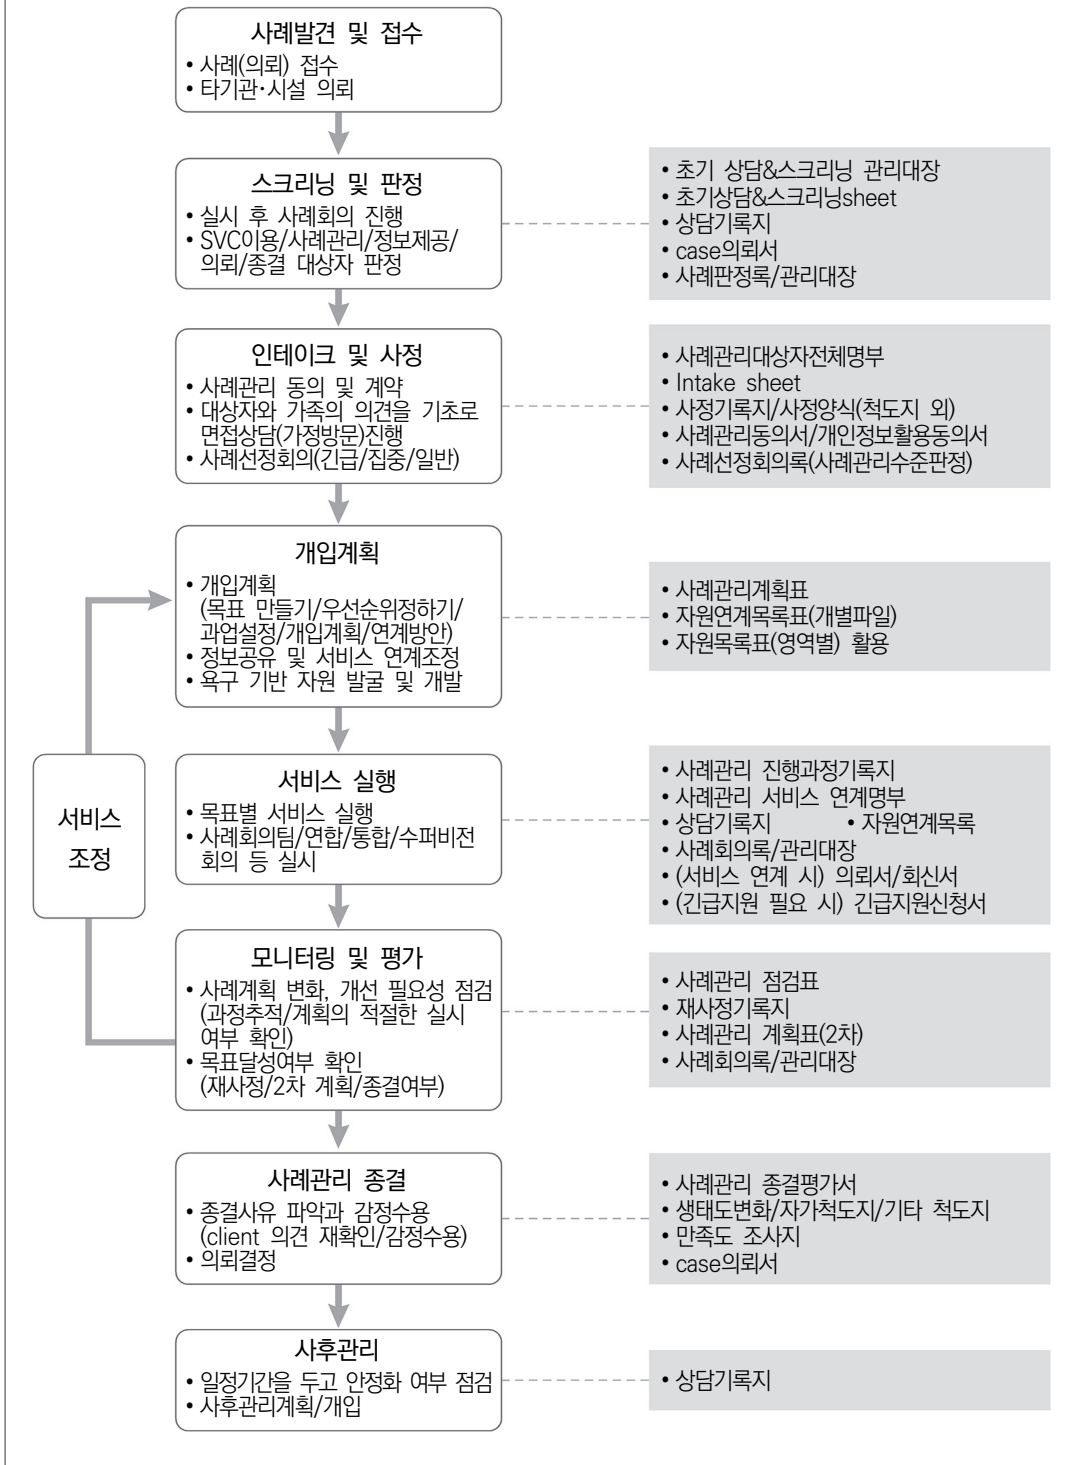 사례발견 및 접수
• 사례(의뢰) 접수
• 타기관·시설 의뢰
스크리닝 및 판정
• 실시 후 사례회의 진행
• SVC이용/사례관리/정보제공/
의뢰/종결 대상자 판정
• 초기 상담&스크리닝 관리대장
• 초기상담&스크리닝sheet
• 상담기록지
• case의뢰서
• 사례판정록/관리대장
인테이크 및 사정
• 사례관리 동의 및 계약
• 대상자와 가족의 의견을 기초로
면접상담(가정방문)진행
• 사례선정회의(긴급/집중/일반)
• 사례관리대상자전체명부
• Intake sheet
• 사정기록지/사정양식(척도지 외)
• 사례관리동의서/개인정보활용동의서
• 사례선정회의록(사례관리수준판정)
개입계획
• 개입계획
(목표 만들기/우선순위정하기/
과업설정/개입계획/연계방안)
• 정보공유 및 서비스 연계조정
• 욕구 기반 자원 발굴 및 개발
• 사례관리계획표
• 자원연계목록표(개별파일)
• 자원목록표(영역별) 활용
서비스
조정
서비스 실행
• 목표별 서비스 실행
• 사례회의팀/연합/통합/수퍼비전
회의 등 실시
• 사례관리 진행과정기록지
• 사례관리 서비스 연계명부
• 상담기록지 • 자원연계목록
• 사례회의록/관리대장
• (서비스 연계 시) 의뢰서/회신서
• (긴급지원 필요 시) 긴급지원신청서
모니터링 및 평가
• 사례계획 변화, 개선 필요성 점검
(과정추적/계획의 적절한 실시
여부 확인)
• 목표달성여부 확인
(재사정/2차 계획/종결여부)
• 사례관리 점검표
• 재사정기록지
• 사례관리 계획표(2차)
• 사례회의록/관리대장
사례관리 종결
• 종결사유 파악과 감정수용
(client 의견 재확인/감정수용)
• 의뢰결정
• 사례관리 종결평가서
• 생태도변화/자가척도지/기타 척도지
• 만족도 조사지
• case의뢰서
사후관리
• 일정기간을 두고 안정화 여부 점검
• 사후관리계획/개입
• 상담기록지